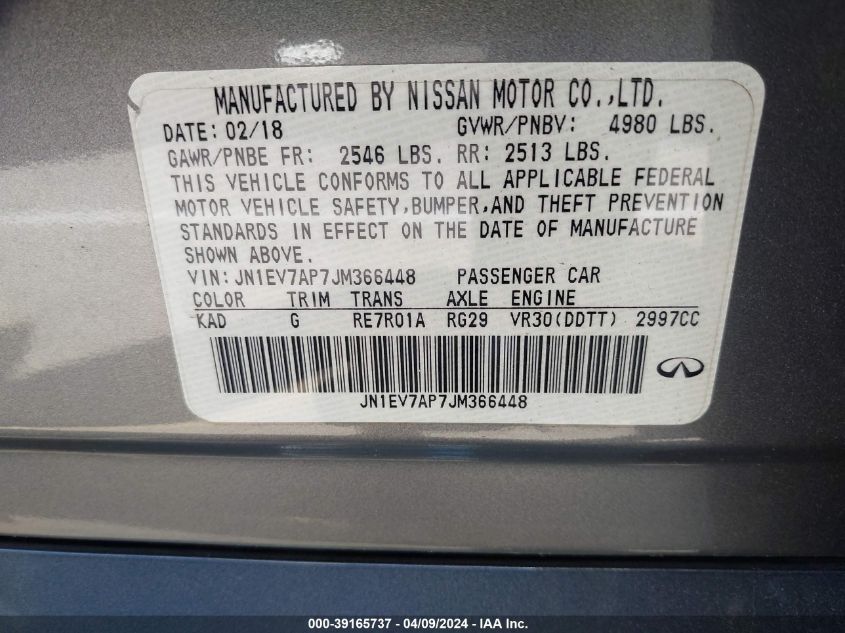 MANUFACTURED BY NISSAN MOTOR CO.,LTD.
DATE: 02/18 GVWR/PNBV: 4980 LBS.
GAWR/PNBE FR: 2546 LBS. RR: 2513 LBS.
THIS VEHICLE CONFORMS TO ALL APPLICABLE FEDERAL
MOTOR VEHICLE SAFETY,BUMPER,AND THEFT PREVENTION
STANDARDS IN EFFECT ON THE DATE OF MANUFACTURE
SHOWN ABOVE.
VIN: JN1EV7AP7JM366448 PASSENGER CAR
COLOR TRIM TRANS AXLE ENGINE
KAD G RE7R01A RG29 VR30(DDTT) 2997CC
JN1EV7AP7JM366448
000-39165737 - 04/09/2024 - IAA, Inc.